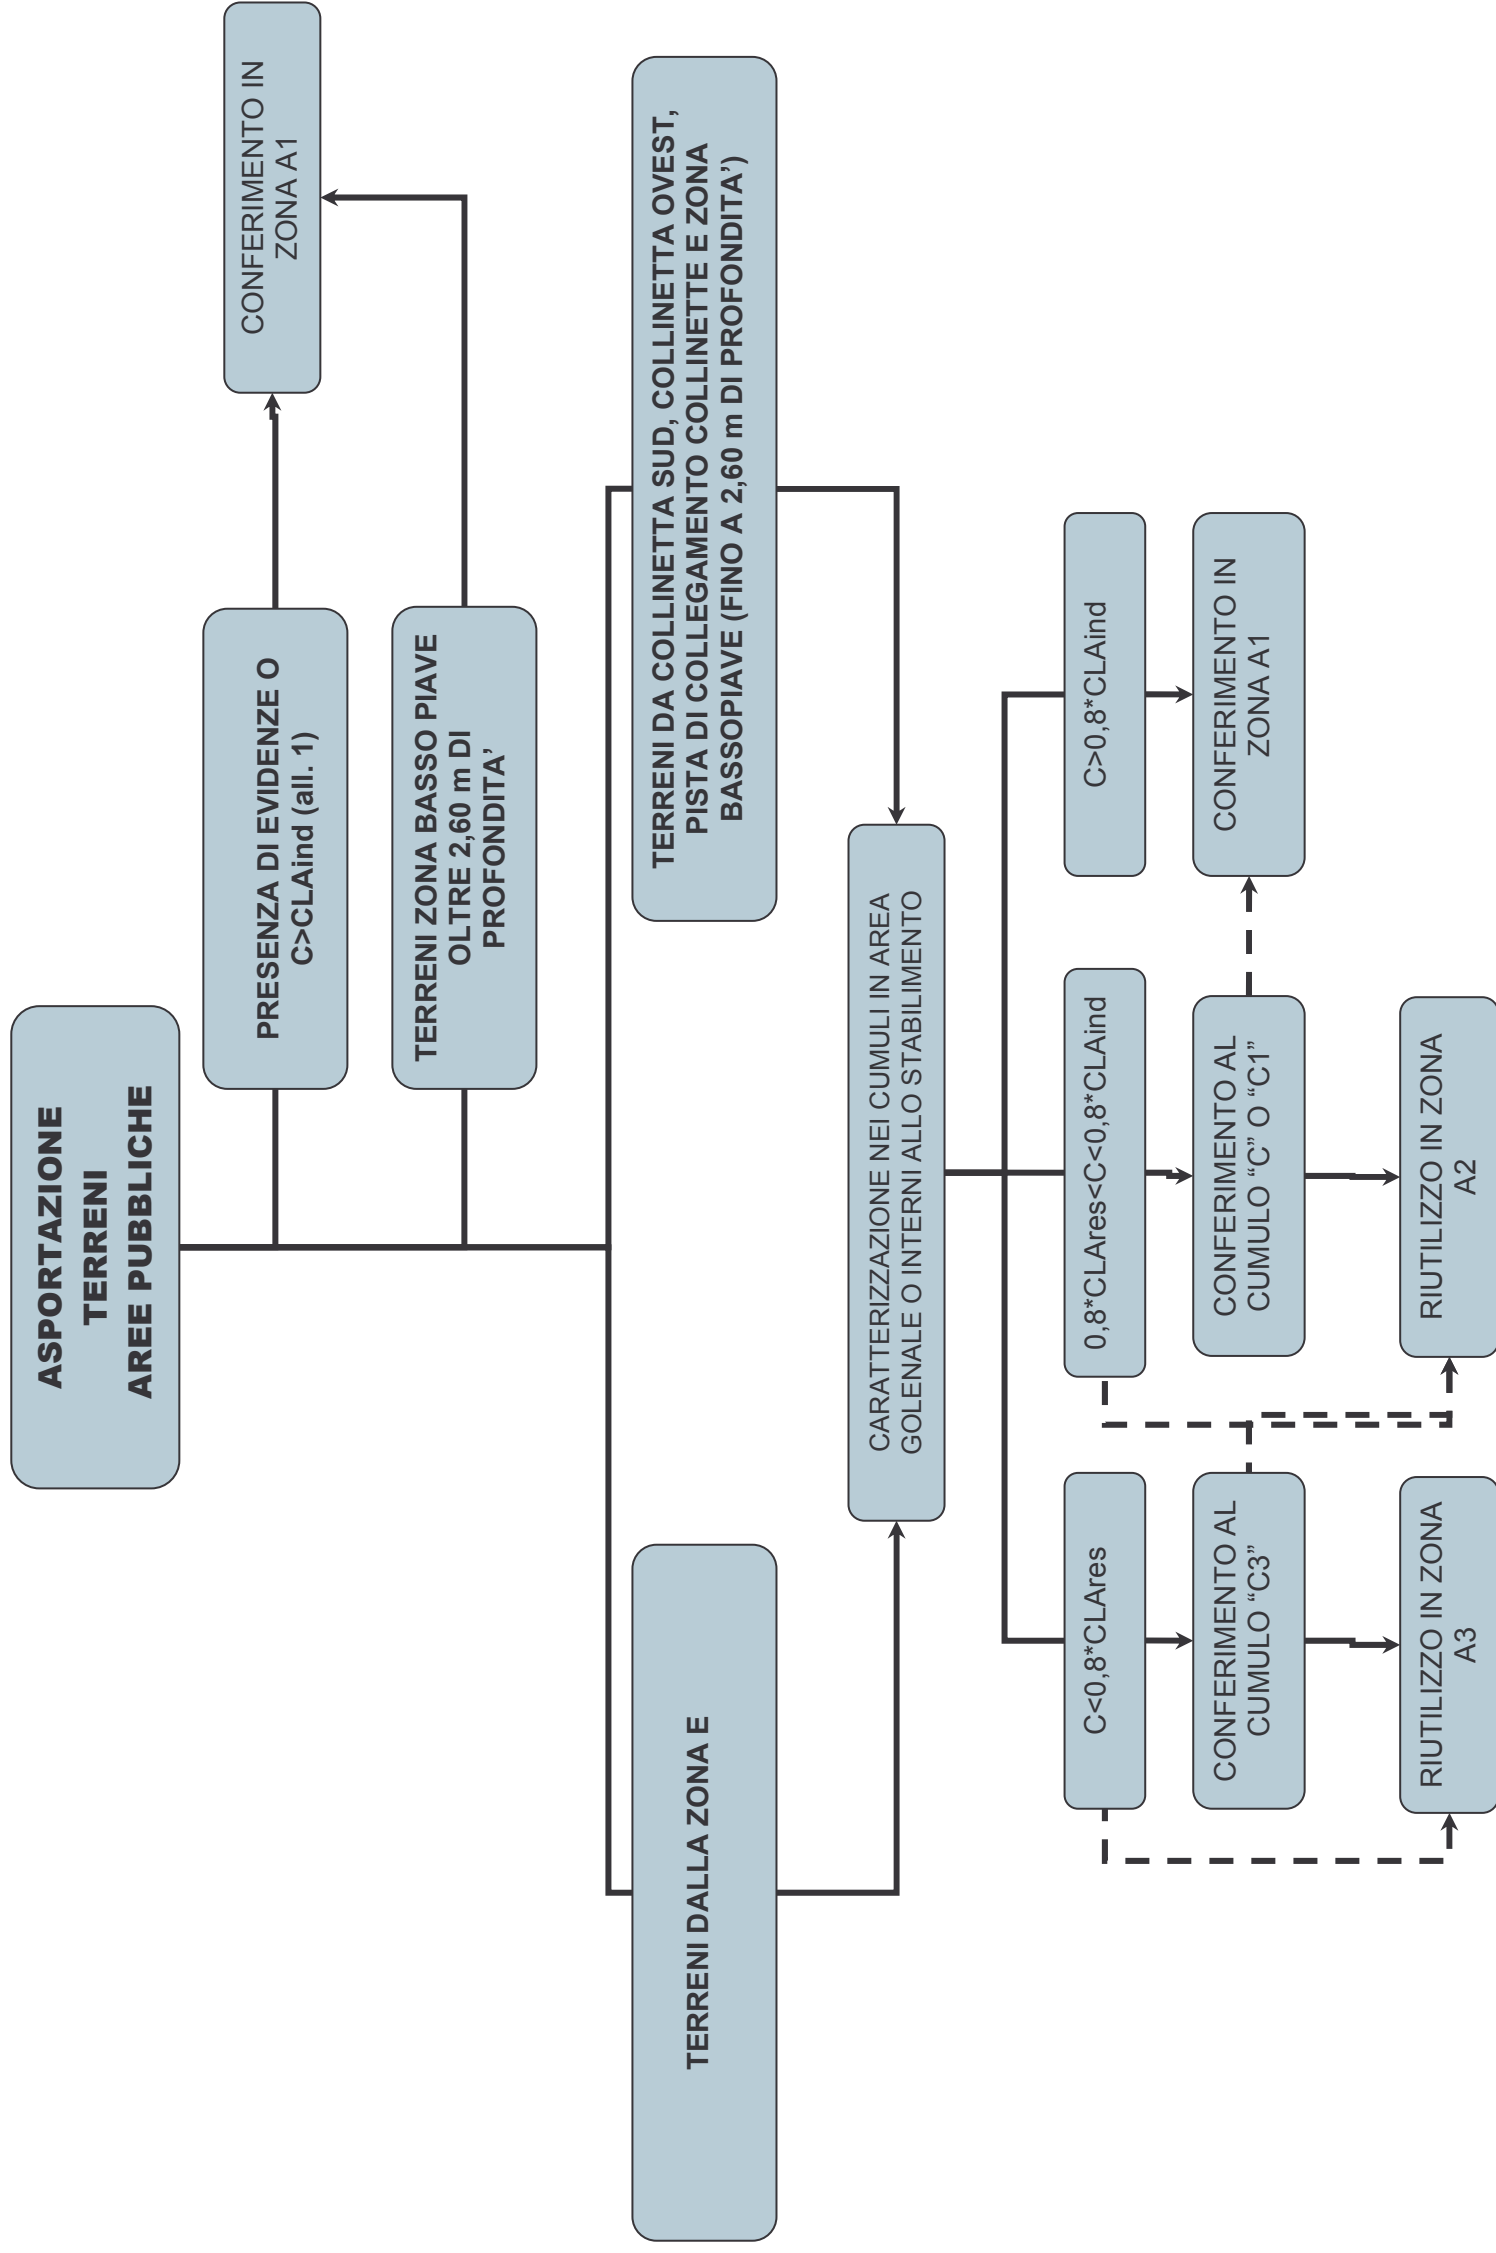 ASPORTAZIONE
TERRENI
AREE PUBBLICHE
PRESENZA DI EVIDENZE O
C>CLAind (all. 1)
CONFERIMENTO IN
ZONA A1
TERRENI ZONA BASSO PIAVE
OLTRE 2,60 m DI
PROFONDITA’
TERRENI DALLA ZONA E
TERRENI DA COLLINETTA SUD, COLLINETTA OVEST,
PISTA DI COLLEGAMENTO COLLINETTE E ZONA
BASSOPIAVE (FINO A 2,60 m DI PROFONDITA’)
CARATTERIZZAZIONE NEI CUMULI IN AREA
GOLENALE O INTERNI ALLO STABILIMENTO
C<0,8*CLAres
0,8*CLAres<C<0,8*CLAind
C>0,8*CLAind
CONFERIMENTO AL
CUMULO “C3”
CONFERIMENTO AL
CUMULO “C” O “C1”
CONFERIMENTO IN
ZONA A1
RIUTILIZZO IN ZONA
A3
RIUTILIZZO IN ZONA
A2